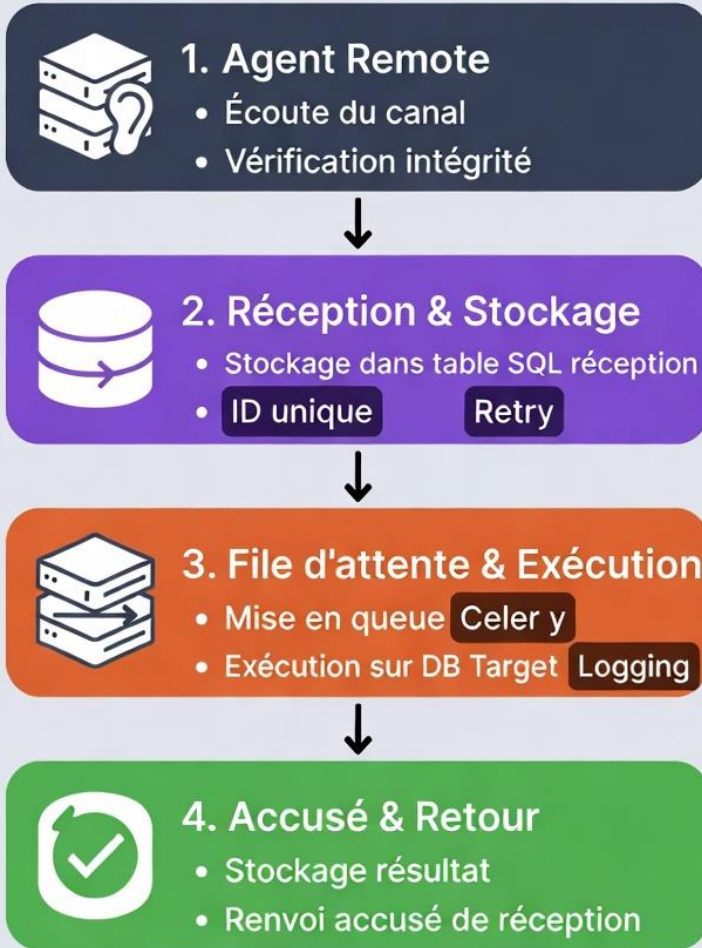 1. Agent Remote
• Écoute du canal
• Vérification intégrité
2. Réception & Stockage
• Stockage dans table SQL réception
• ID unique Retry
3. File d'attente & Exécution
• Mise en queue Celer y
• Exécution sur DB Target Logging
4. Accusé & Retour
• Stockage résultat
• Renvoi accusé de réception